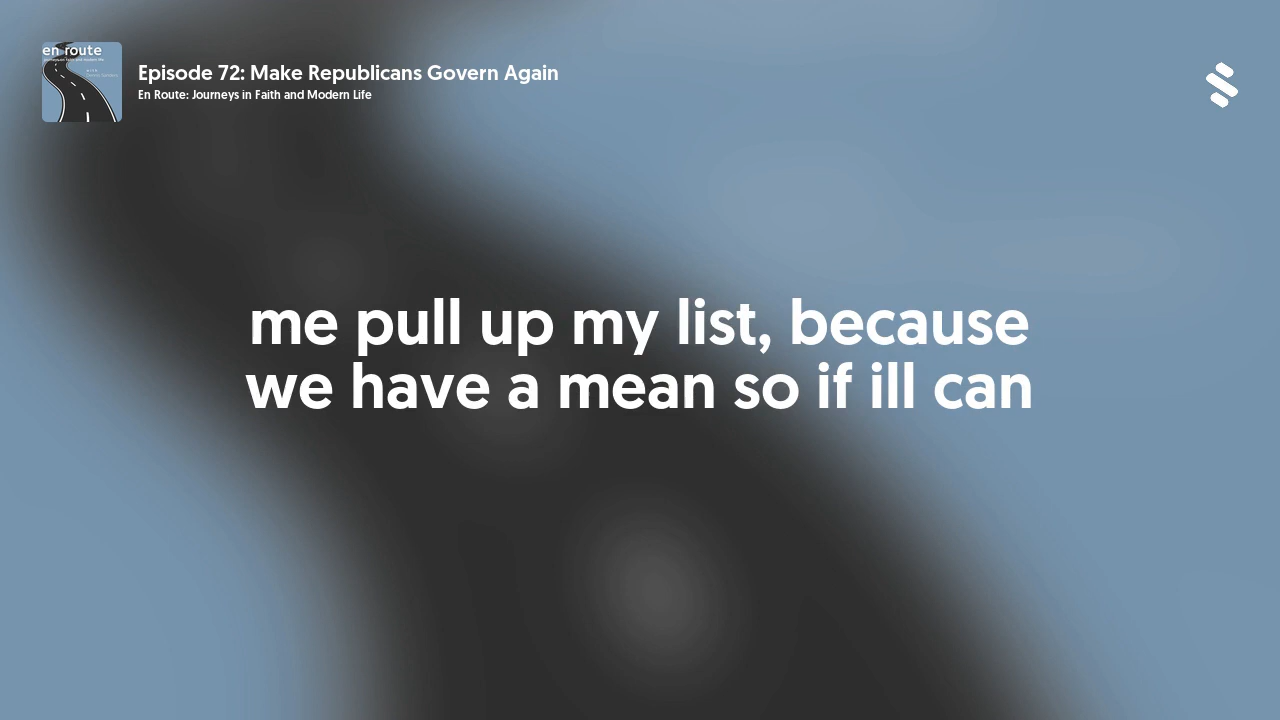 en route
Episode 72: Make Republicans Govern Again
En Route: Journeys in Faith and Modern Life
me pull up my list, because
we have a mean so if ill can